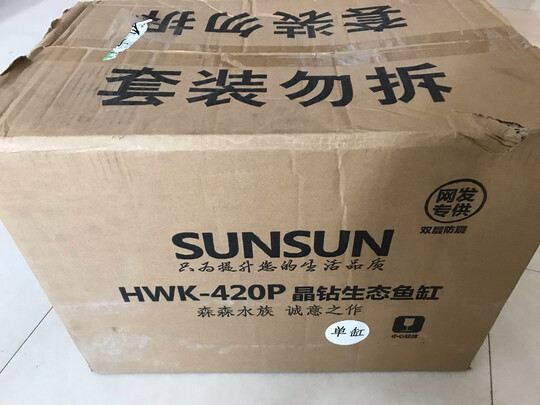 套装勿拆
套装勿拆
网发
专供
双层防震
SUNSUN
只为提升您的生活品质
HWK-420P 晶钻生态鱼缸
森森水族 诚意之作
单缸